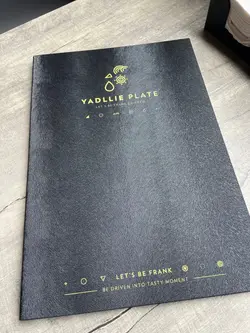 YADLLIE PLATE
LET'S BE FRANK
BE DRIVEN INTO TASTY MOMENT